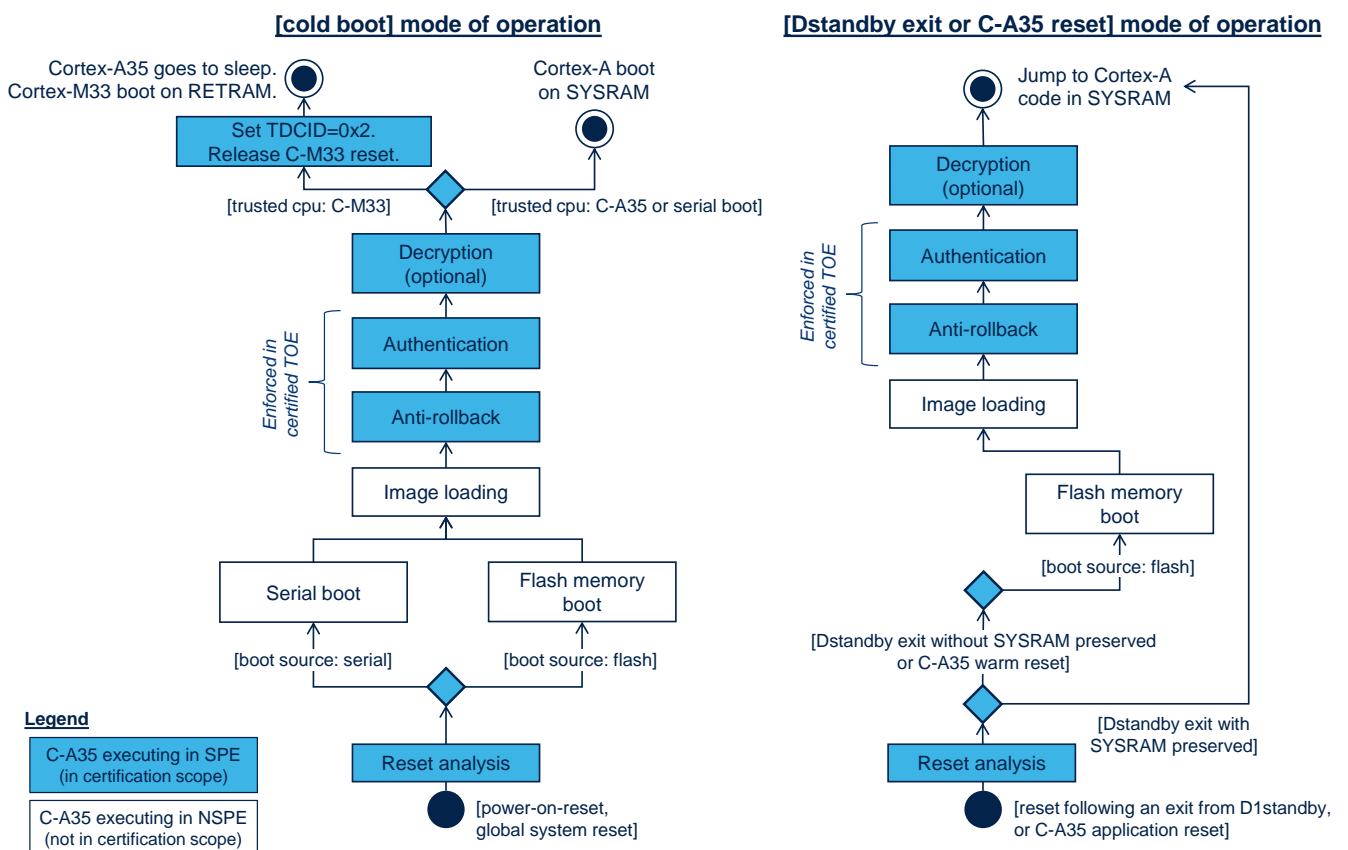 [cold boot] mode of operation
Cortex-A35 goes to sleep.
Cortex-M33 boot on RETRAM.
Cortex-A boot
on SYSRAM
Set TDCID=0x2.
Release C-M33 reset.
[trusted cpu: C-M33]
[trusted cpu: C-A35 or serial boot]
Decryption
(optional)
Enforced in
certified TOE
Authentication
Anti-rollback
Image loading
Serial boot
Flash memory
boot
[boot source: serial]
[boot source: flash]
Reset analysis
[power-on-reset,
global system reset]
Legend
C-A35 executing in SPE
(in certification scope)
C-A35 executing in NSPE
(not in certification scope)
[Dstandby exit or C-A35 reset] mode of operation
Jump to Cortex-A
code in SYSRAM
Decryption
(optional)
Enforced in
certified TOE
Authentication
Anti-rollback
Image loading
Flash memory
boot
[boot source: flash]
[Dstandby exit without SYSRAM preserved
or C-A35 warm reset]
[Dstandby exit with
SYSRAM preserved]
Reset analysis
[reset following an exit from D1standby,
or C-A35 application reset]